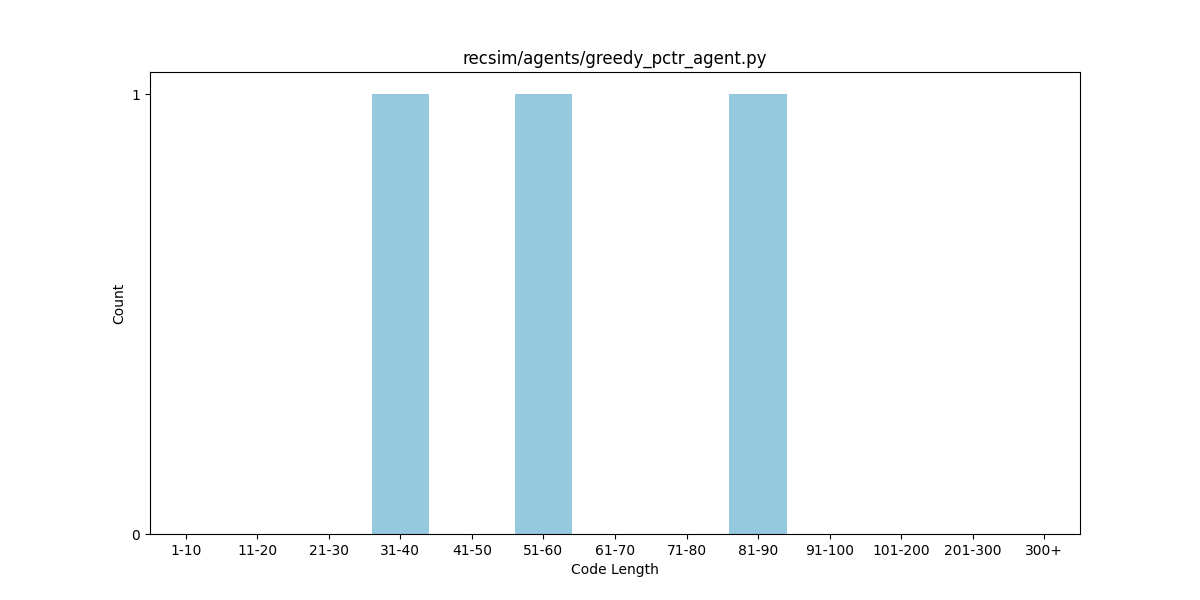 recsim/agents/greedy_pctr_agent.py
1
Count
0
1-10 11-20 21-30 31-40 41-50 51-60 61-70 71-80 81-90 91-100 101-200 201-300 300+
Code Length